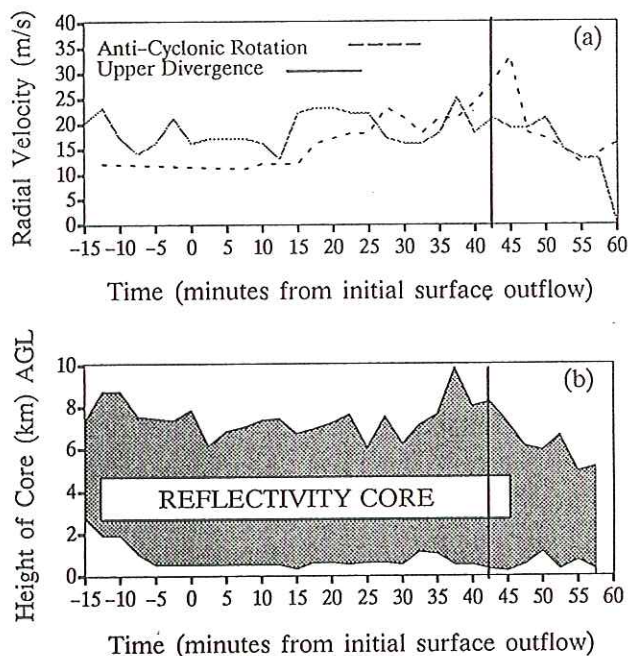 (a)
Anti-Cyclonic Rotation
Upper Divergence
Radial Velocity (m/s)
40
35
30
25
20
15
10
5
0
-15 -10 -5 0 5 10 15 20 25 30 35 40 45 50 55 60
Time (minutes from initial surface outflow)
(b)
Height of Core (km) AGL
10
8
6
4
2
0
REFLECTIVITY CORE
-15 -10 -5 0 5 10 15 20 25 30 35 40 45 50 55 60
Time (minutes from initial surface outflow)